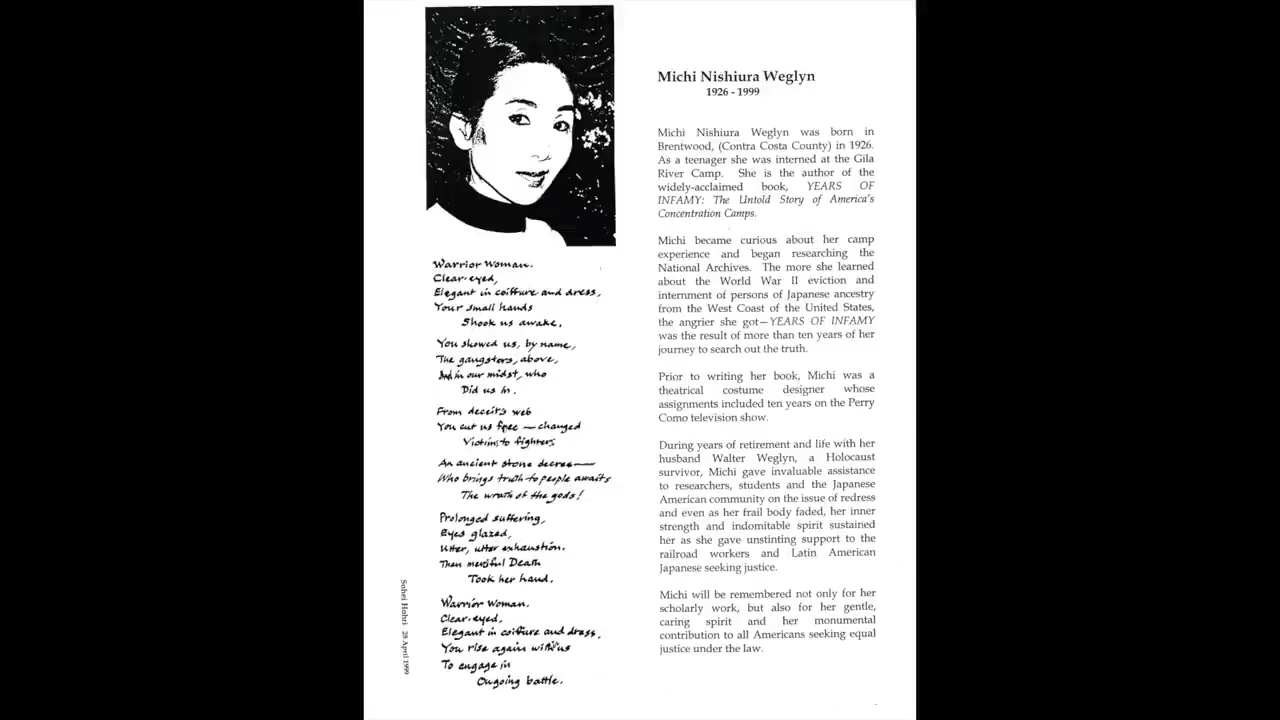 Warrior Woman.
Clear-eyed,
Elegant in coiffure and dress,
Your small hands
Shook us awake.
You showed us, by name,
The gangsters, above,
And in our midst, who
Did us in.
From deceit's web
You cut us free — changed
Victims to fighters
An ancient stone decree —
Who brings truth to people awaits
The wrath of the gods!
Prolonged suffering,
Eyes glazed,
Utter, utter exhaustion.
Then merciful Death
Took her hand.
Warrior Woman.
Clear-eyed,
Elegant in coiffure and dress,
You rise again with us
To engage in
Ongoing battle.
Sohei Hohri 28 April 1999
Michi Nishiura Weglyn
1926 - 1999
Michi Nishiura Weglyn was born in
Brentwood, (Contra Costa County) in 1926.
As a teenager she was interned at the Gila
River Camp. She is the author of the
widely-acclaimed book, YEARS OF
INFAMY: The Untold Story of America's
Concentration Camps.
Michi became curious about her camp
experience and began researching the
National Archives. The more she learned
about the World War II eviction and
internment of persons of Japanese ancestry
from the West Coast of the United States,
the angrier she got—YEARS OF INFAMY
was the result of more than ten years of her
journey to search out the truth.
Prior to writing her book, Michi was a
theatrical costume designer whose
assignments included ten years on the Perry
Como television show.
During years of retirement and life with her
husband Walter Weglyn, a Holocaust
survivor, Michi gave invaluable assistance
to researchers, students and the Japanese
American community on the issue of redress
and even as her frail body faded, her inner
strength and indomitable spirit sustained
her as she gave unstinting support to the
railroad workers and Latin American
Japanese seeking justice.
Michi will be remembered not only for her
scholarly work, but also for her gentle,
caring spirit and her monumental
contribution to all Americans seeking equal
justice under the law.